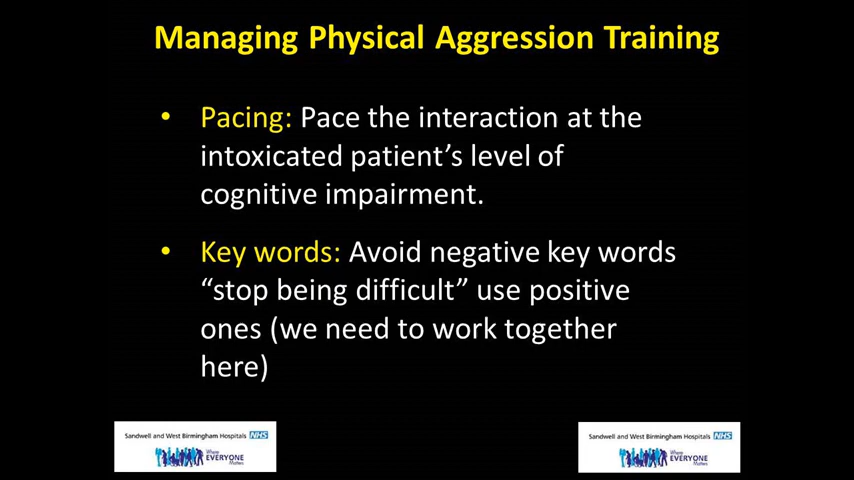 Managing Physical Aggression Training
• Pacing: Pace the interaction at the
intoxicated patient’s level of
cognitive impairment.
• Key words: Avoid negative key words
“stop being difficult” use positive
ones (we need to work together
here)
Sandwell and West Birmingham Hospitals NHS
Where
EVERYONE
Matters
Sandwell and West Birmingham Hospitals NHS
Where
EVERYONE
Matters